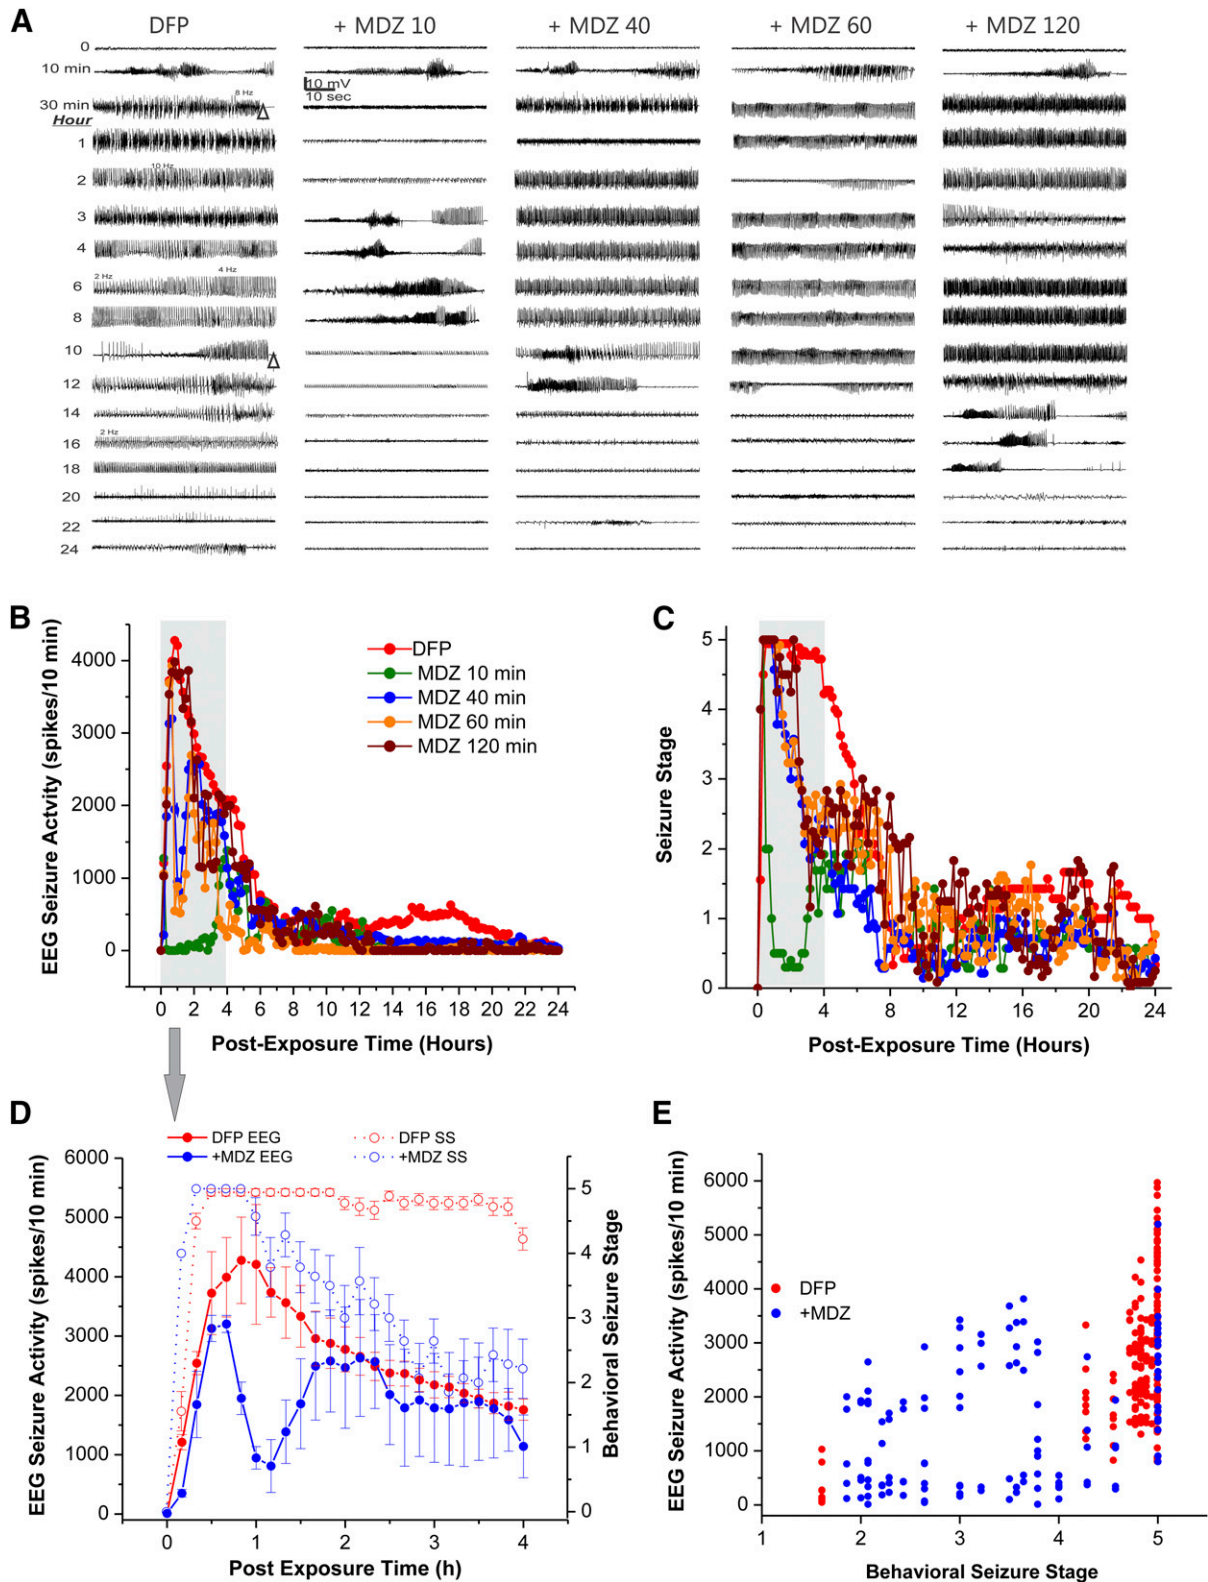 A
DFP
+ MDZ 10
+ MDZ 40
+ MDZ 60
+ MDZ 120
0
10 min
10 mV
10 sec
8 Hz
30 min
Hour
1
10 Hz
2
3
4
2 Hz
4 Hz
6
8
10
12
14
2 Hz
16
18
20
22
24
B
EEG Seizure Actvity (spikes/10 min)
4000
3000
2000
1000
0
DFP
MDZ 10 min
MDZ 40 min
MDZ 60 min
MDZ 120 min
0 2 4 6 8 10 12 14 16 18 20 22 24
Post-Exposure Time (Hours)
C
Seizure Stage
5
4
3
2
1
0
0 4 8 12 16 20 24
Post-Exposure Time (Hours)
D
DFP EEG
+MDZ EEG
DFP SS
+MDZ SS
EEG Seizure Activity (spikes/10 min)
6000
5000
4000
3000
2000
1000
0
5
4
3
2
1
0
Behavioral Seizure Stage
0 1 2 3 4
Post Exposure Time (h)
E
EEG Seizure Activity (spikes/10 min)
6000
5000
4000
3000
2000
1000
0
DFP
+MDZ
1 2 3 4 5
Behavioral Seizure Stage